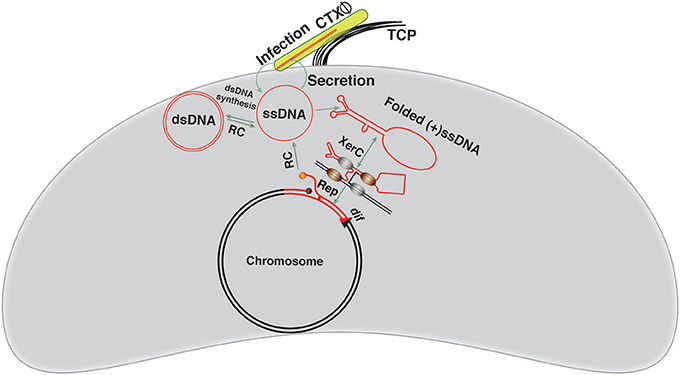 Infection CTXΦ
TCP
Secretion
dsDNA
synthesis
ssDNA
dsDNA
RC
Folded (+)ssDNA
XerC
RC
Rep
dif
Chromosome